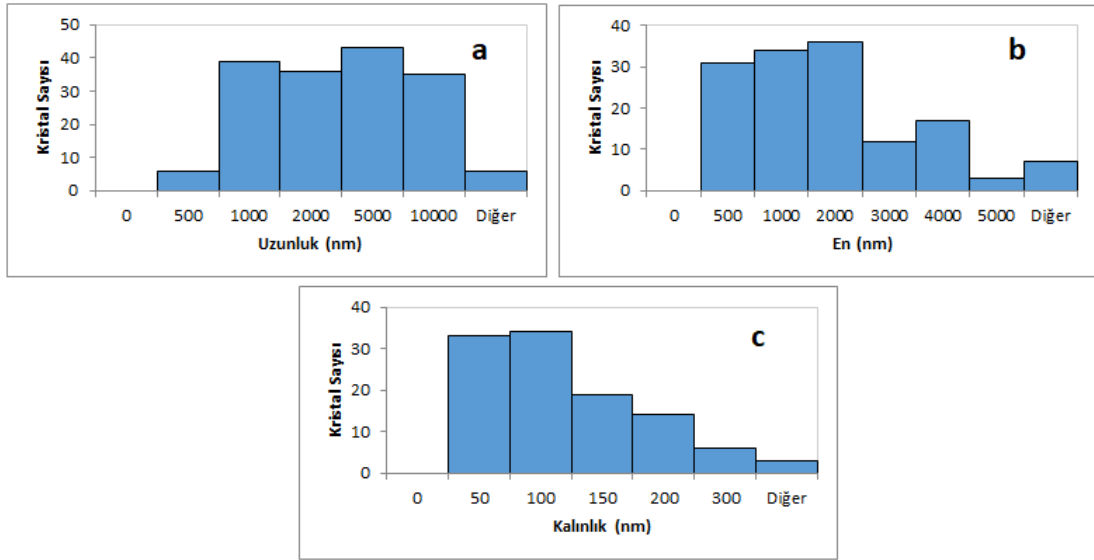 a
Kristal Sayısı
50
40
30
20
10
0
0 500 1000 2000 5000 10000 Diğer
Uzunluk (nm)
b
Kristal Sayısı
40
30
20
10
0
0 500 1000 2000 3000 4000 5000 Diğer
En (nm)
c
Kristal Sayısı
40
30
20
10
0
0 50 100 150 200 300 Diğer
Kalınlık (nm)